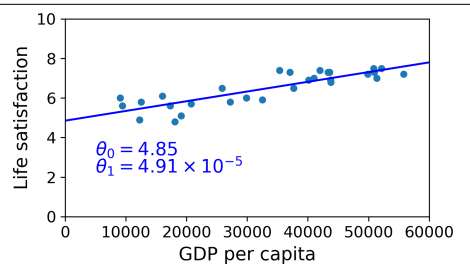 10
8
6
4
2
0
Life satisfaction
θ₀ = 4.85
θ₁ = 4.91 × 10⁻⁵
0 10000 20000 30000 40000 50000 60000
GDP per capita